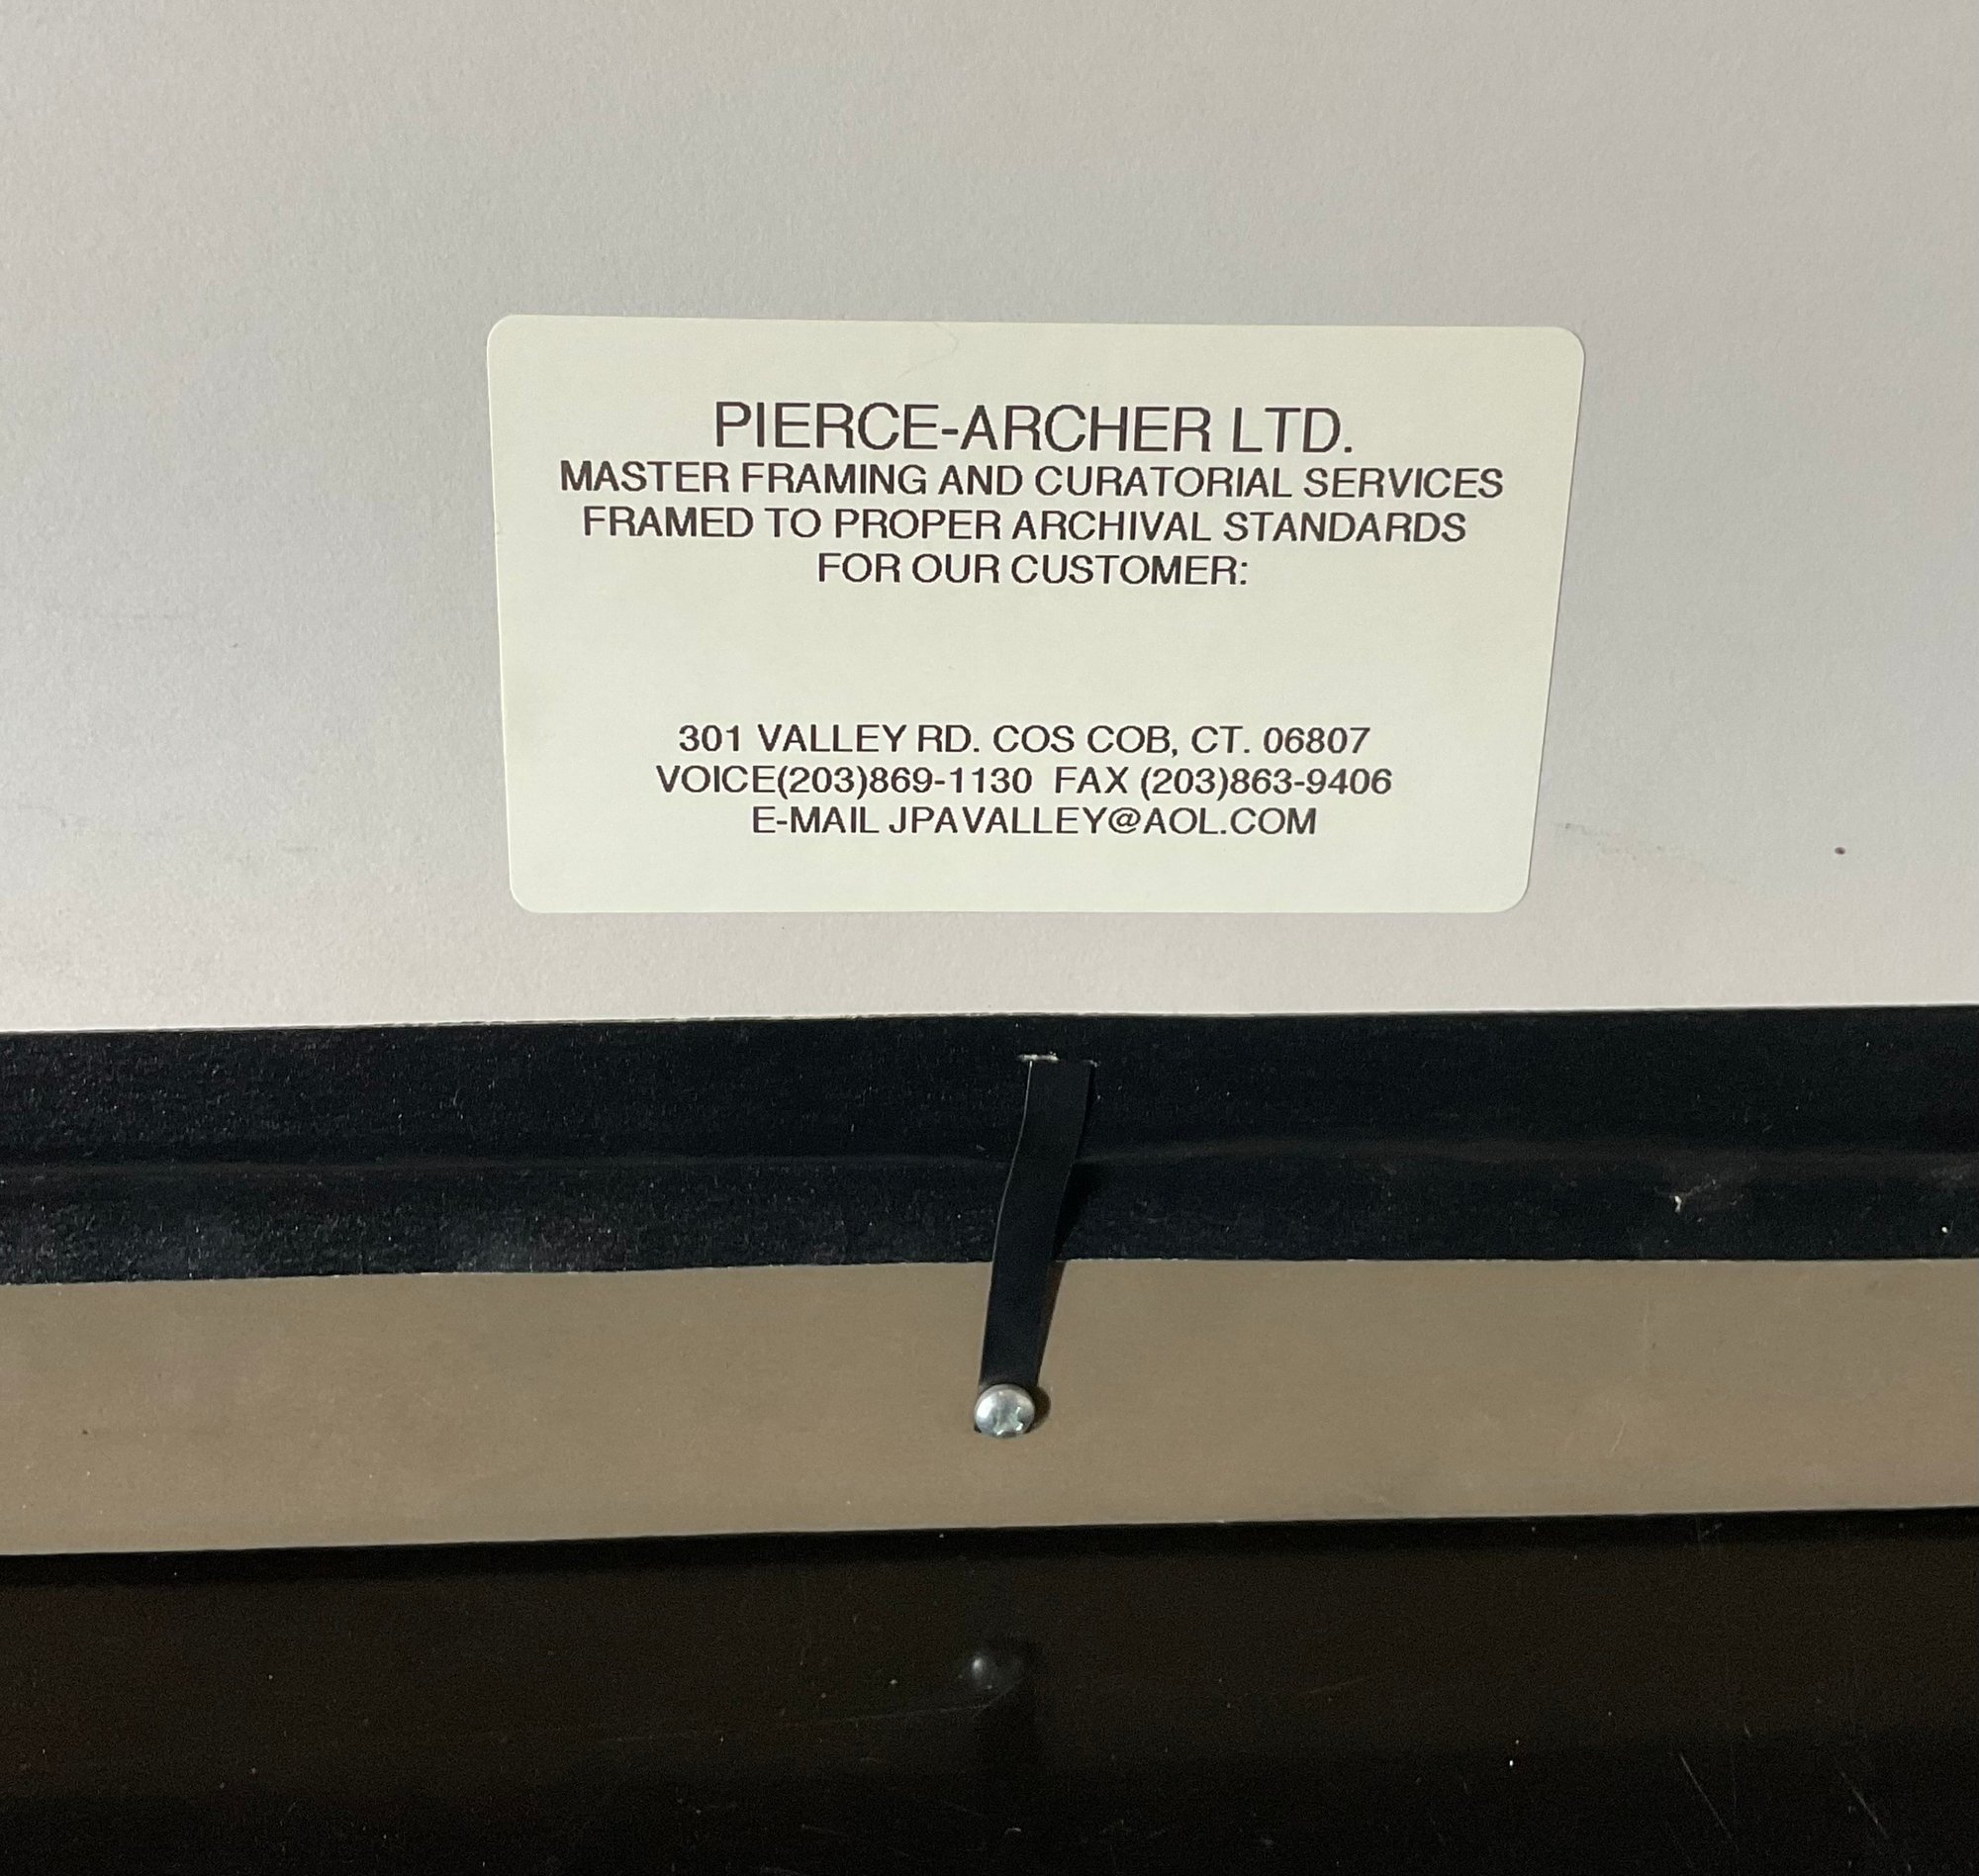 PIERCE-ARCHER LTD.
MASTER FRAMING AND CURATORIAL SERVICES
FRAMED TO PROPER ARCHIVAL STANDARDS
FOR OUR CUSTOMER:
301 VALLEY RD. COS COB, CT. 06807
VOICE(203)869-1130 FAX (203)863-9406
E-MAIL JPAVALLEY@AOL.COM